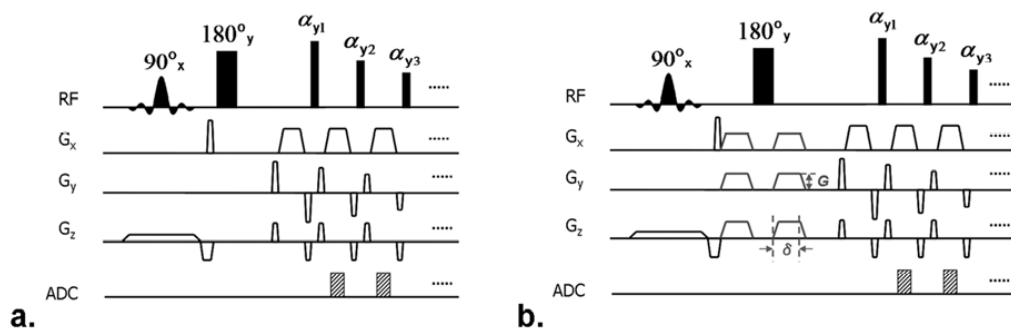 90°x 180°y αy1 αy2 αy3
RF .....
Gx .....
Gy .....
Gz .....
ADC .....
a.
90°x 180°y αy1 αy2 αy3
RF .....
Gx .....
Gy G .....
Gz δ .....
ADC .....
b.